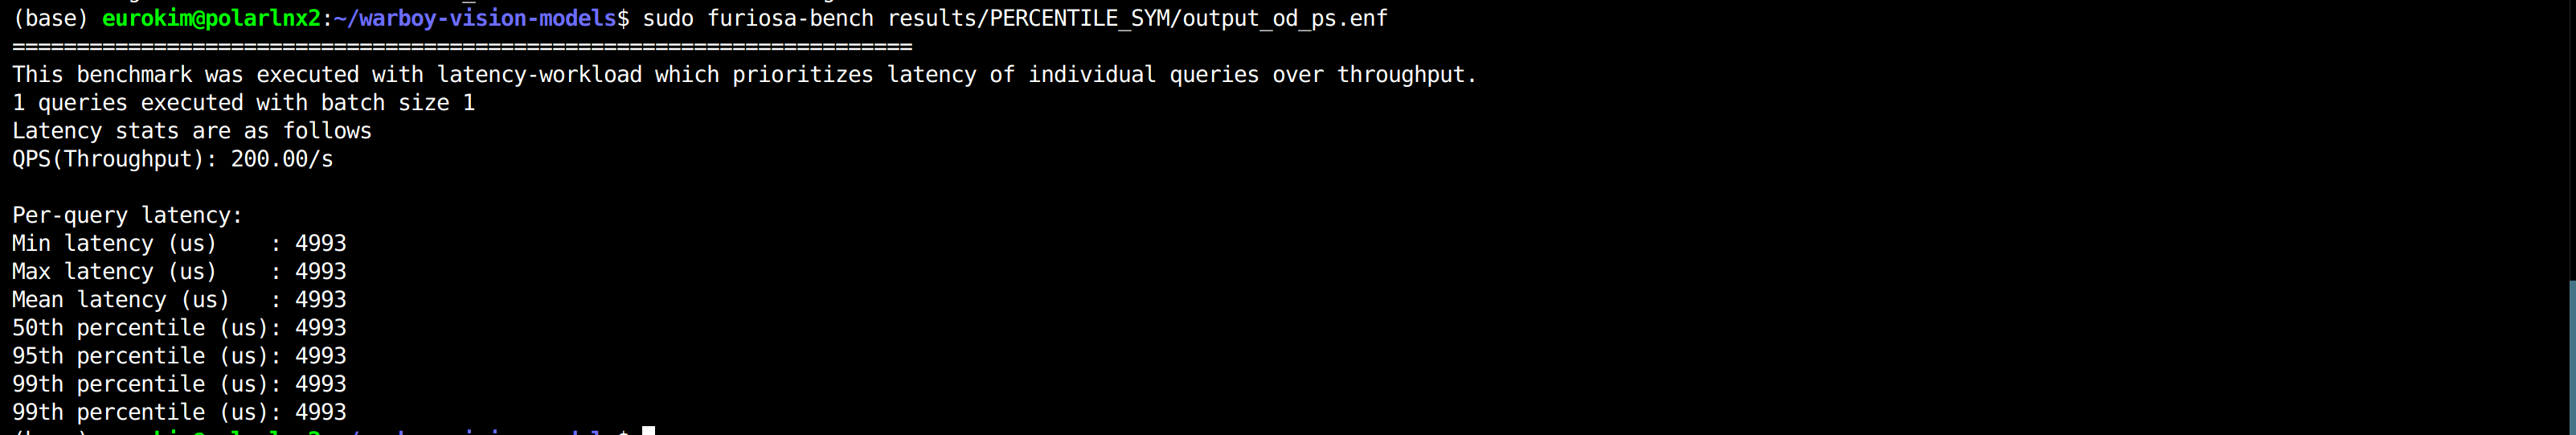 (base) eurokim@polarlnx2:~/warboy-vision-models$ sudo furiosa-bench results/PERCENTILE_SYM/output_od_ps.enf
======================================================================
This benchmark was executed with latency-workload which prioritizes latency of individual queries over throughput.
1 queries executed with batch size 1
Latency stats are as follows
QPS(Throughput): 200.00/s

Per-query latency:
Min latency (us)    : 4993
Max latency (us)    : 4993
Mean latency (us)   : 4993
50th percentile (us): 4993
95th percentile (us): 4993
99th percentile (us): 4993
99th percentile (us): 4993